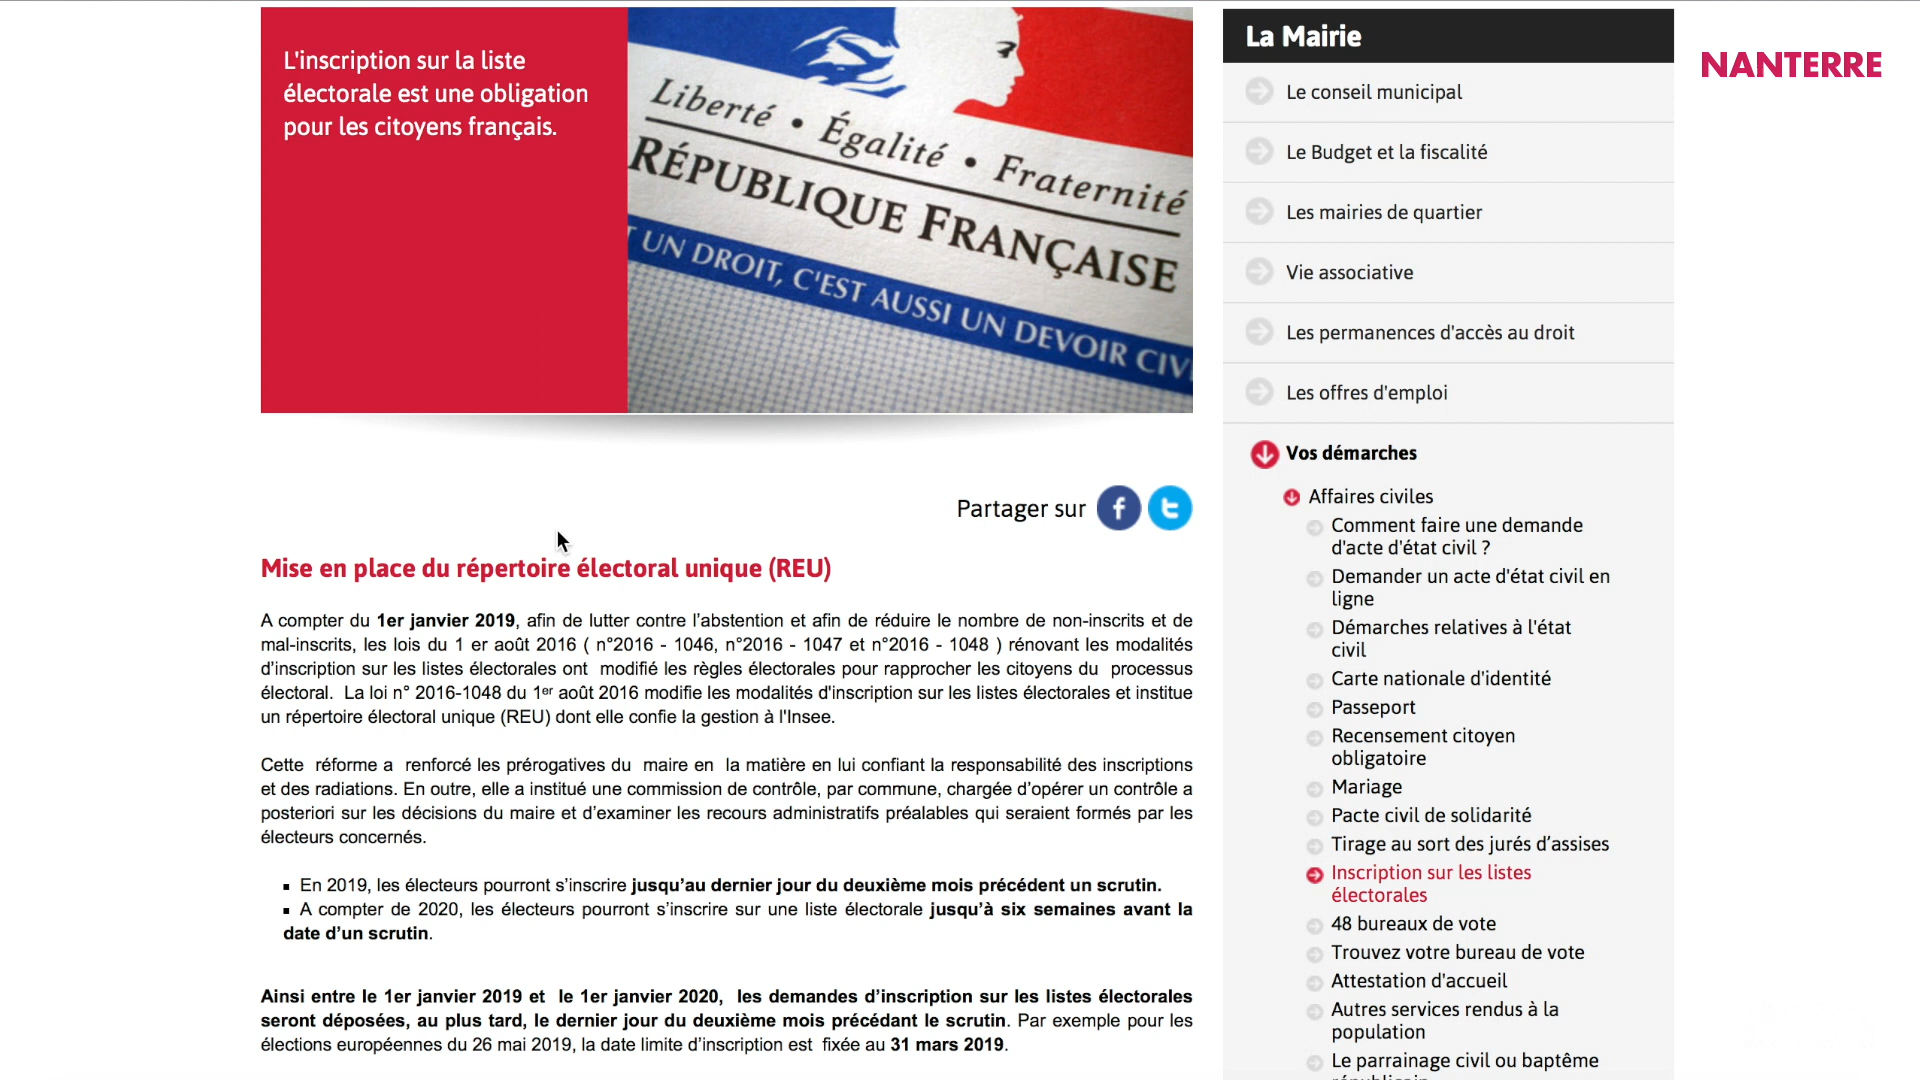 L'inscription sur la liste
électorale est une obligation
pour les citoyens français.
Liberté • Égalité • Fraternité
RÉPUBLIQUE FRANÇAISE
T UN DROIT, C'EST AUSSI UN DEVOIR CIV
Partager sur
Mise en place du répertoire électoral unique (REU)
A compter du 1er janvier 2019, afin de lutter contre l’abstention et afin de réduire le nombre de non-inscrits et de
mal-inscrits, les lois du 1 er août 2016 ( n°2016 - 1046, n°2016 - 1047 et n°2016 - 1048 ) rénovant les modalités
d’inscription sur les listes électorales ont modifié les règles électorales pour rapprocher les citoyens du processus
électoral. La loi n° 2016-1048 du 1er août 2016 modifie les modalités d'inscription sur les listes électorales et institue
un répertoire électoral unique (REU) dont elle confie la gestion à l'Insee.
Cette réforme a renforcé les prérogatives du maire en la matière en lui confiant la responsabilité des inscriptions
et des radiations. En outre, elle a institué une commission de contrôle, par commune, chargée d’opérer un contrôle a
posteriori sur les décisions du maire et d’examiner les recours administratifs préalables qui seraient formés par les
électeurs concernés.
▪ En 2019, les électeurs pourront s’inscrire jusqu’au dernier jour du deuxième mois précédent un scrutin.
▪ A compter de 2020, les électeurs pourront s’inscrire sur une liste électorale jusqu’à six semaines avant la
date d’un scrutin.
Ainsi entre le 1er janvier 2019 et le 1er janvier 2020, les demandes d’inscription sur les listes électorales
seront déposées, au plus tard, le dernier jour du deuxième mois précédant le scrutin. Par exemple pour les
élections européennes du 26 mai 2019, la date limite d’inscription est fixée au 31 mars 2019.
La Mairie
Le conseil municipal
Le Budget et la fiscalité
Les mairies de quartier
Vie associative
Les permanences d'accès au droit
Les offres d'emploi
Vos démarches
Affaires civiles
Comment faire une demande
d'acte d'état civil ?
Demander un acte d'état civil en
ligne
Démarches relatives à l'état
civil
Carte nationale d'identité
Passeport
Recensement citoyen
obligatoire
Mariage
Pacte civil de solidarité
Tirage au sort des jurés d’assises
Inscription sur les listes
électorales
48 bureaux de vote
Trouvez votre bureau de vote
Attestation d'accueil
Autres services rendus à la
population
Le parrainage civil ou baptême
NANTERRE